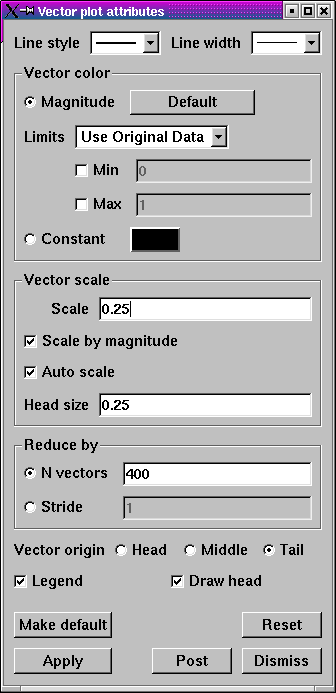 Vector plot attributes
Line style Line width
Vector color
Magnitude Default
Limits Use Original Data
Min 0
Max 1
Constant
Vector scale
Scale 0.25
Scale by magnitude
Auto scale
Head size 0.25
Reduce by
N vectors 400
Stride 1
Vector origin Head Middle Tail
Legend Draw head
Make default Reset
Apply Post Dismiss